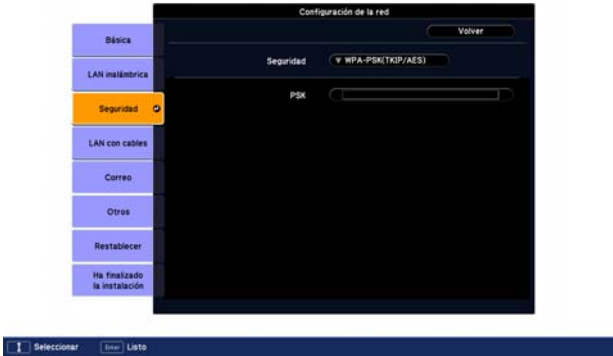 Configuración de la red
Volver
Básica
Seguridad WPA-PSK(TKIP/AES)
LAN inalámbrica
PSK
Seguridad
LAN con cables
Correo
Otros
Restablecer
Ha finalizado
la instalación
Seleccionar Enter Listo